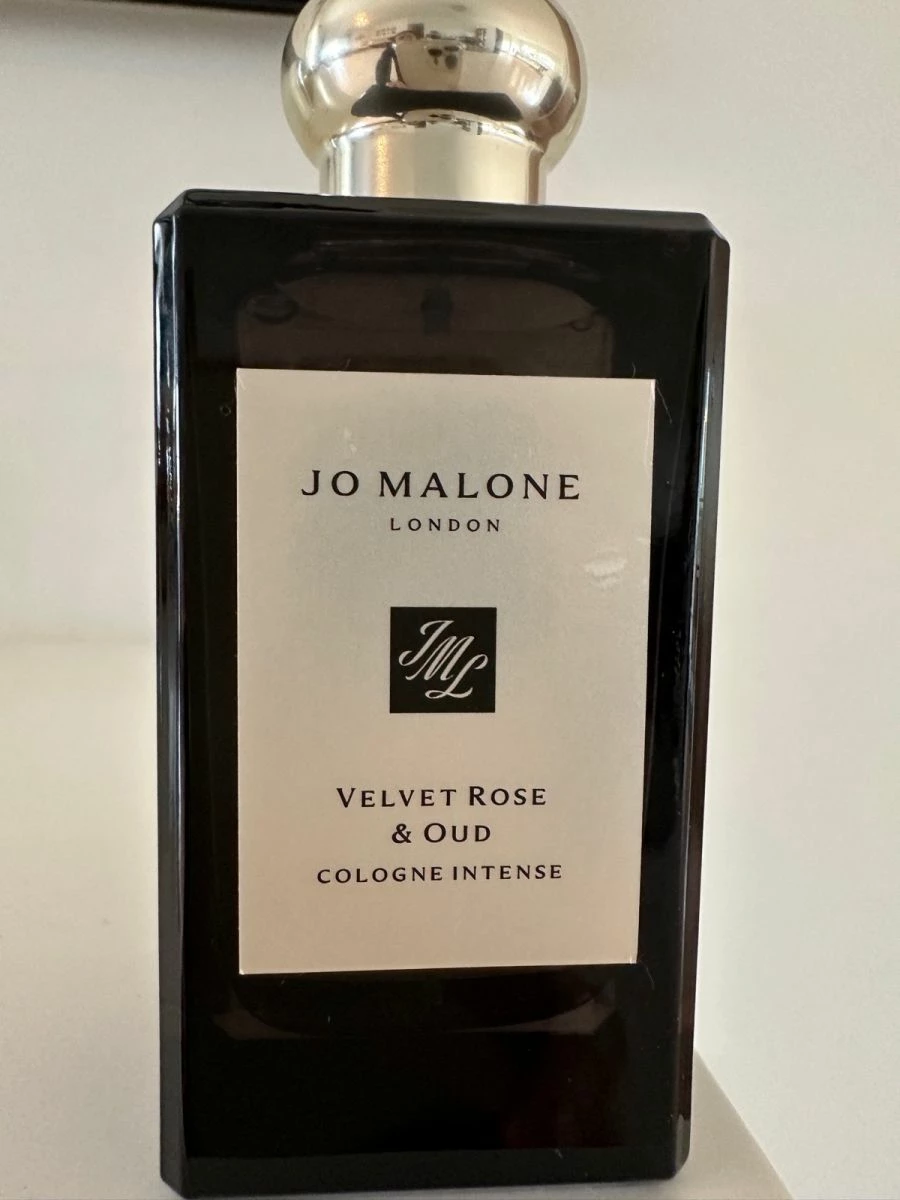 JO MALONE
LONDON
JML
VELVET ROSE
& OUD
COLOGNE INTENSE